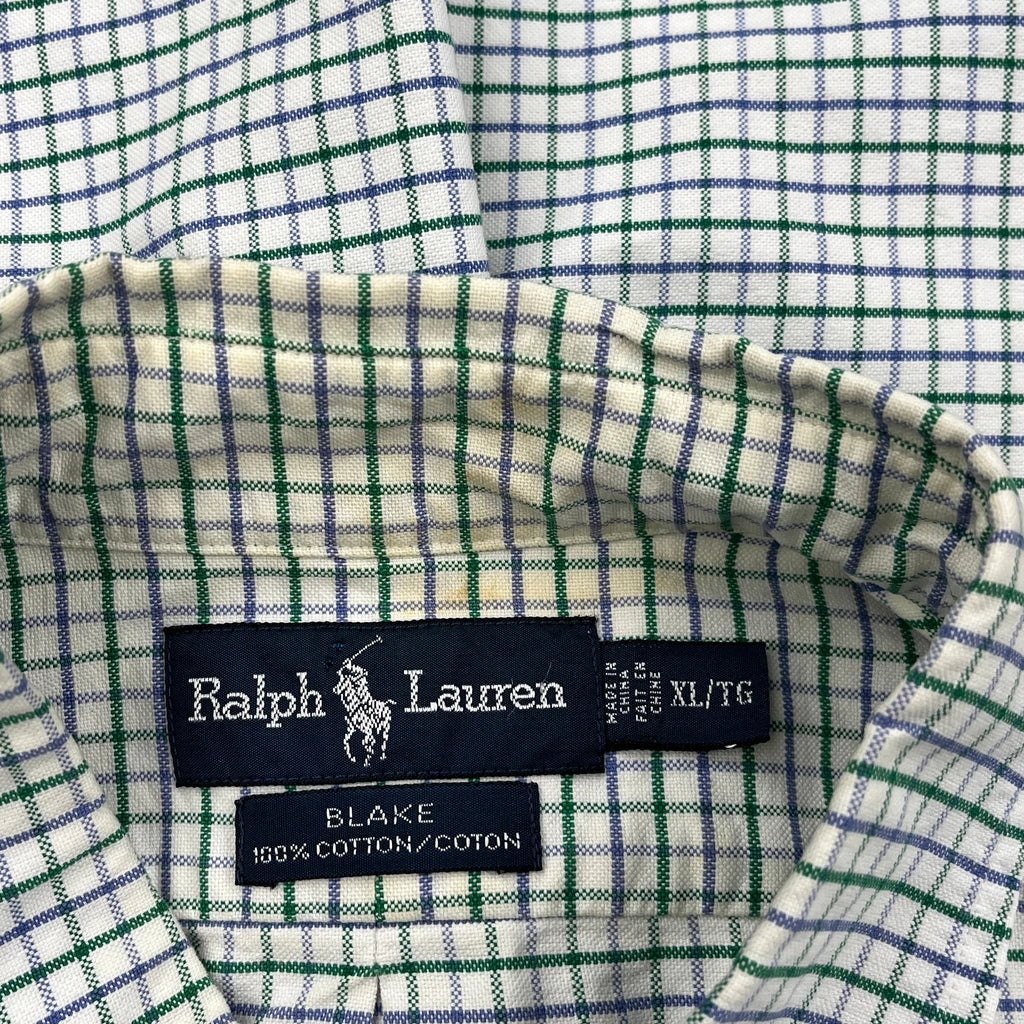 Ralph Lauren
MADE IN
CHINA
FAIT EN
CHINE
XL/TG
BLAKE
100% COTTON/COTON